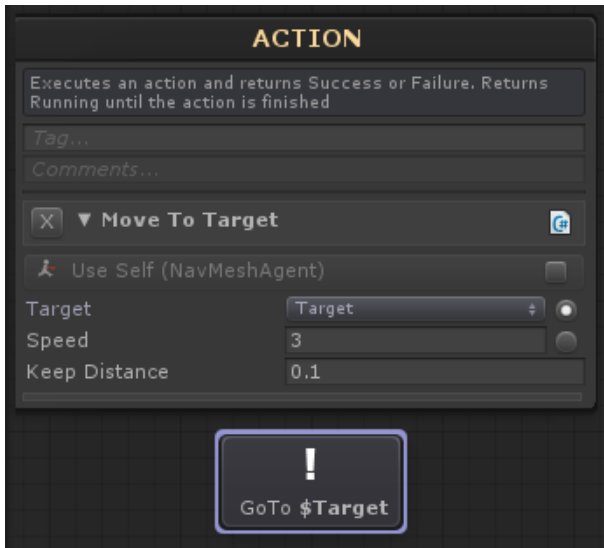 ACTION
Executes an action and returns Success or Failure. Returns
Running until the action is finished
Tag...
Comments...
X ▼ Move To Target C#
Use Self (NavMeshAgent)
Target Target
Speed 3
Keep Distance 0.1
!
GoTo $Target